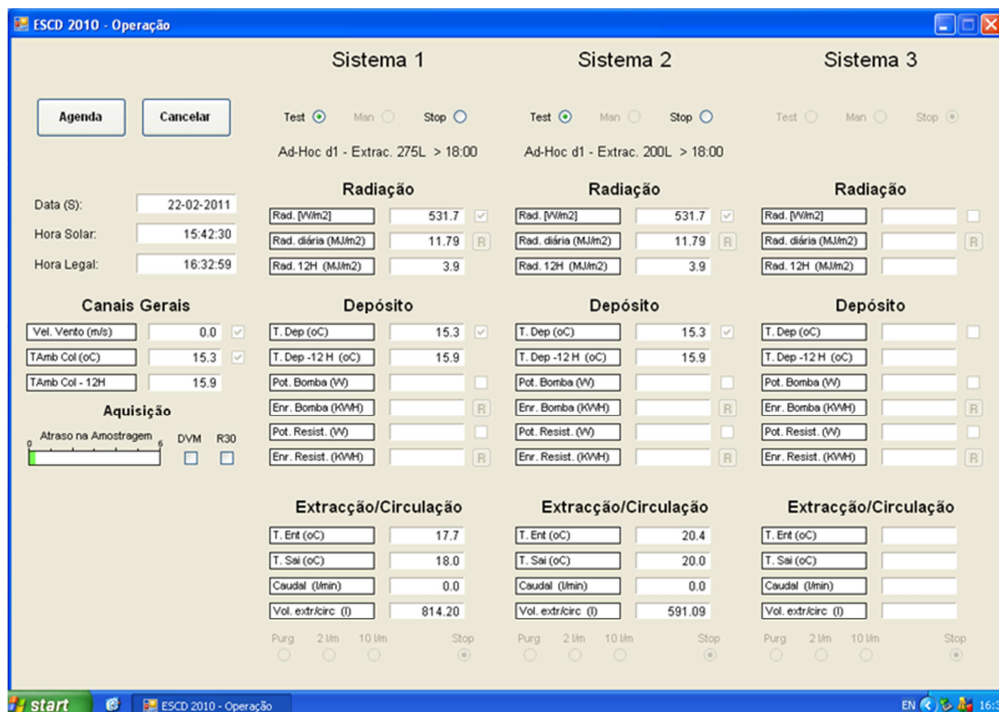 ESCD 2010 - Operação
Sistema 1 Sistema 2 Sistema 3
Agenda Cancelar
Test Man Stop Test Man Stop Test Man Stop
Ad-Hoc d1 - Extrac. 275L > 18:00 Ad-Hoc d1 - Extrac. 200L > 18:00
Data (S): 22-02-2011
Hora Solar: 15:42:30
Hora Legal: 16:32:59
Canais Gerais
Vel. Vento (m/s) 0.0
TAmb Col (oC) 15.3
TAmb Col - 12H 15.9
Aquisição
Atraso na Amostragem DVM R30
0 6
Radiação Radiação Radiação
Rad. [W/m2] 531.7 Rad. [W/m2] 531.7 Rad. [W/m2]
Rad. diária (MJ/m2) 11.79 R Rad. diária (MJ/m2) 11.79 R Rad. diária (MJ/m2) R
Rad. 12H (MJ/m2) 3.9 Rad. 12H (MJ/m2) 3.9 Rad. 12H (MJ/m2)
Depósito Depósito Depósito
T. Dep (oC) 15.3 T. Dep (oC) 15.3 T. Dep (oC)
T. Dep -12 H (oC) 15.9 T. Dep -12 H (oC) 15.9 T. Dep -12 H (oC)
Pot. Bomba (W) Pot. Bomba (W) Pot. Bomba (W)
Enr. Bomba (KWH) R Enr. Bomba (KWH) R Enr. Bomba (KWH) R
Pot. Resist. (W) Pot. Resist. (W) Pot. Resist. (W)
Enr. Resist. (KWH) R Enr. Resist. (KWH) R Enr. Resist. (KWH) R
Extracção/Circulação Extracção/Circulação Extracção/Circulação
T. Ent (oC) 17.7 T. Ent (oC) 20.4 T. Ent (oC)
T. Sai (oC) 18.0 T. Sai (oC) 20.0 T. Sai (oC)
Caudal (l/min) 0.0 Caudal (l/min) 0.0 Caudal (l/min)
Vol. extr/circ (l) 814.20 Vol. extr/circ (l) 591.09 Vol. extr/circ (l)
Purg 2 l/m 10 l/m Stop Purg 2 l/m 10 l/m Stop Purg 2 l/m 10 l/m Stop
start ESCD 2010 - Operação EN